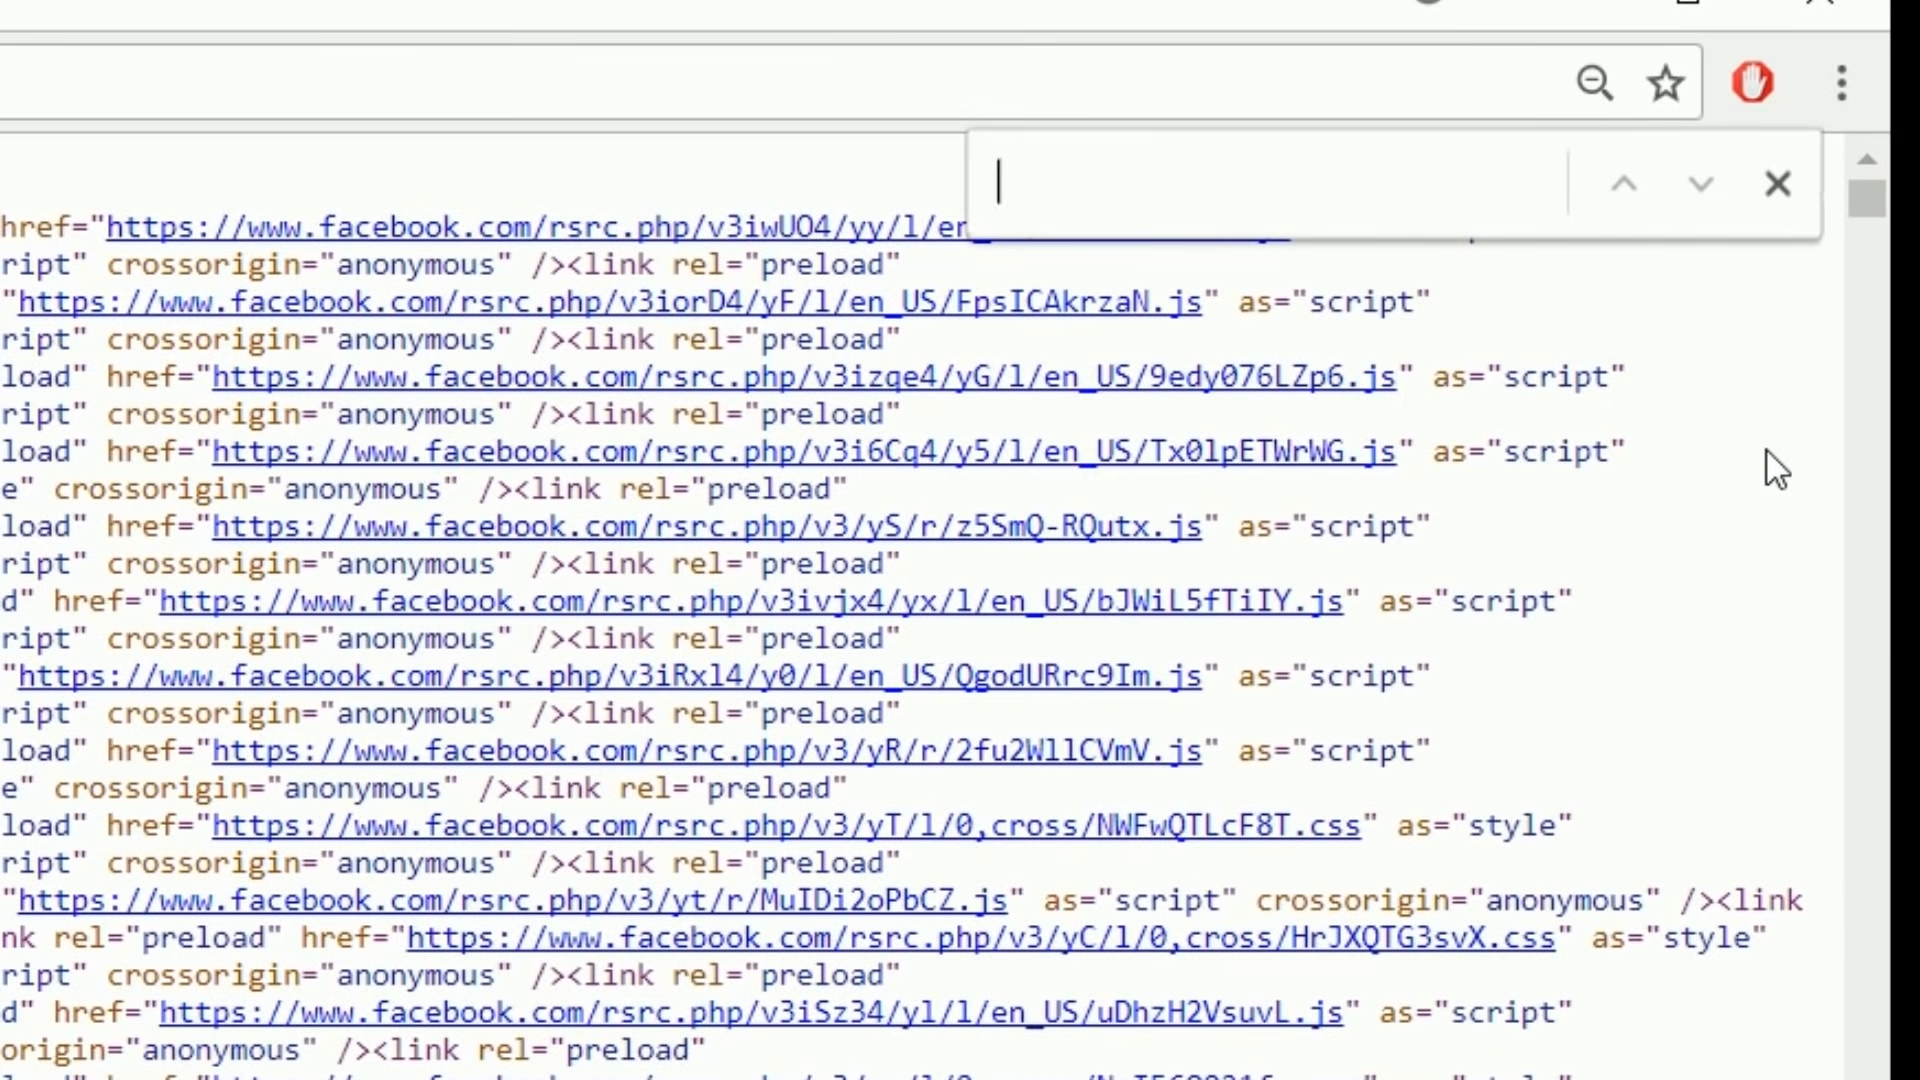 href="https://www.facebook.com/rsrc.php/v3iwUO4/yy/l/en_
ript" crossorigin="anonymous" /><link rel="preload"
"https://www.facebook.com/rsrc.php/v3iorD4/yF/l/en_US/FpsICAkrzaN.js" as="script"
ript" crossorigin="anonymous" /><link rel="preload"
load" href="https://www.facebook.com/rsrc.php/v3izqe4/yG/l/en_US/9edy076LZp6.js" as="script"
ript" crossorigin="anonymous" /><link rel="preload"
load" href="https://www.facebook.com/rsrc.php/v3i6Cq4/y5/l/en_US/Tx0lpETWrWG.js" as="script"
e" crossorigin="anonymous" /><link rel="preload"
load" href="https://www.facebook.com/rsrc.php/v3/yS/r/z5SmQ-RQutx.js" as="script"
ript" crossorigin="anonymous" /><link rel="preload"
d" href="https://www.facebook.com/rsrc.php/v3ivjx4/yx/l/en_US/bJWiL5fTiIY.js" as="script"
ript" crossorigin="anonymous" /><link rel="preload"
"https://www.facebook.com/rsrc.php/v3iRxl4/y0/l/en_US/QgodURrc9Im.js" as="script"
ript" crossorigin="anonymous" /><link rel="preload"
load" href="https://www.facebook.com/rsrc.php/v3/yR/r/2fu2WllCVmV.js" as="script"
e" crossorigin="anonymous" /><link rel="preload"
load" href="https://www.facebook.com/rsrc.php/v3/yT/l/0,cross/NWFwQTLcF8T.css" as="style"
ript" crossorigin="anonymous" /><link rel="preload"
"https://www.facebook.com/rsrc.php/v3/yt/r/MuIDi2oPbCZ.js" as="script" crossorigin="anonymous" /><link
nk rel="preload" href="https://www.facebook.com/rsrc.php/v3/yC/l/0,cross/HrJXQTG3svX.css" as="style"
ript" crossorigin="anonymous" /><link rel="preload"
d" href="https://www.facebook.com/rsrc.php/v3iSz34/yl/l/en_US/uDhzH2VsuvL.js" as="script"
origin="anonymous" /><link rel="preload"